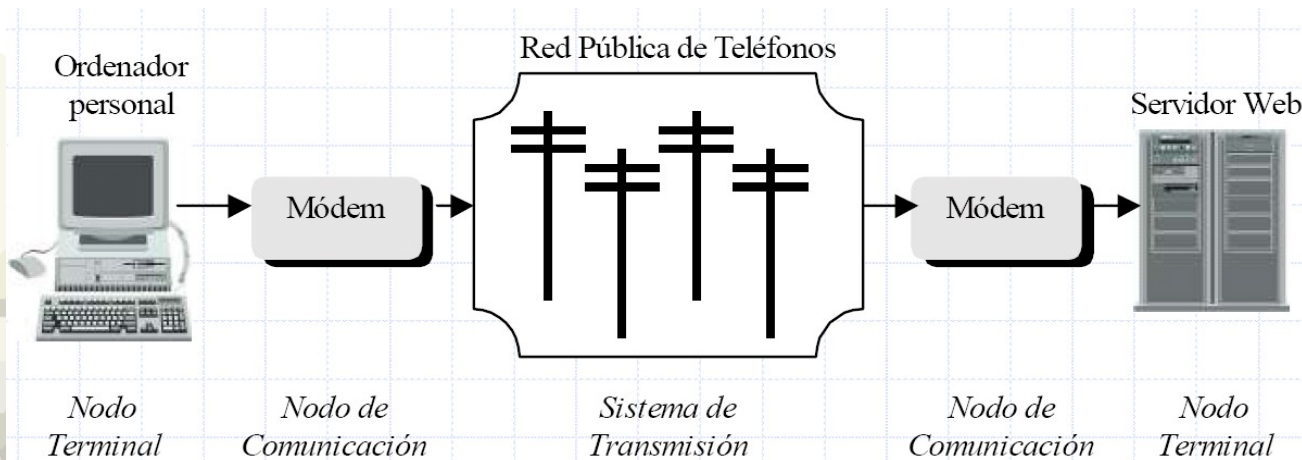 Red Pública de Teléfonos
Ordenador
personal
Servidor Web
Módem
Módem
Nodo
Terminal
Nodo de
Comunicación
Sistema de
Transmisión
Nodo de
Comunicación
Nodo
Terminal